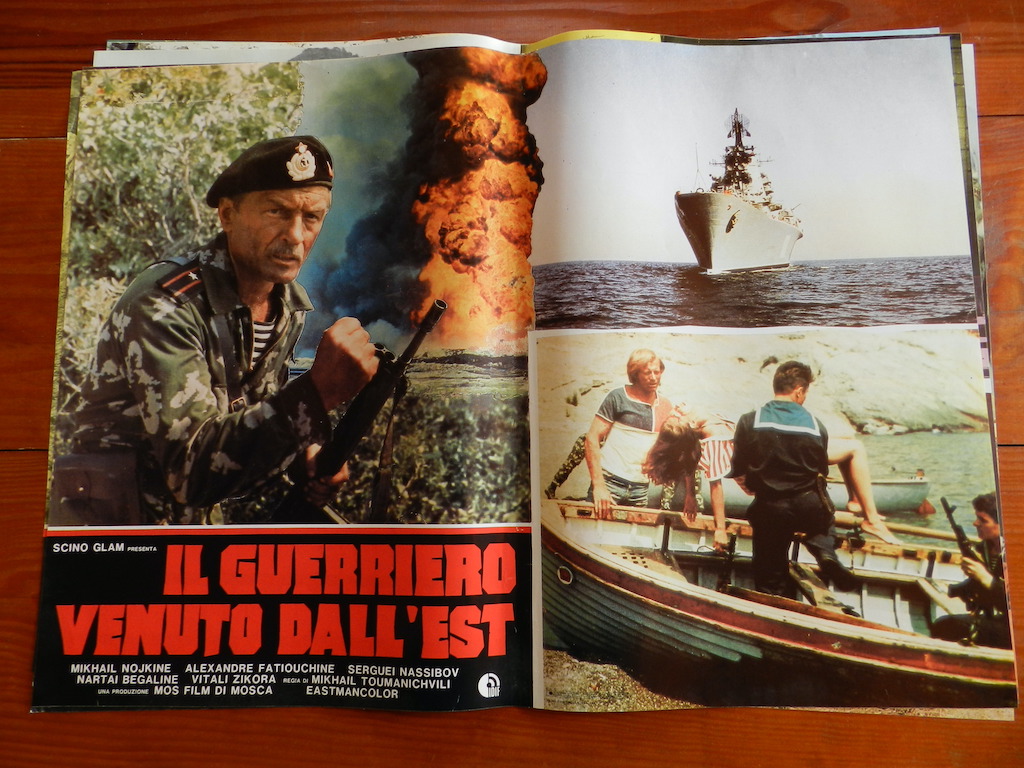 SCINO GLAM PRESENTA
IL GUERRIERO
VENUTO DALL'EST
MIKHAIL NOJKINE ALEXANDRE FATIOUCHINE SERGUEI NASSIBOV
NARTAI BEGALINE VITALI ZIKORA REGIA DI MIKHAIL TOUMANICHVILI
UNA PRODUZIONE MOS FILM DI MOSCA EASTMANCOLOR
IDIF